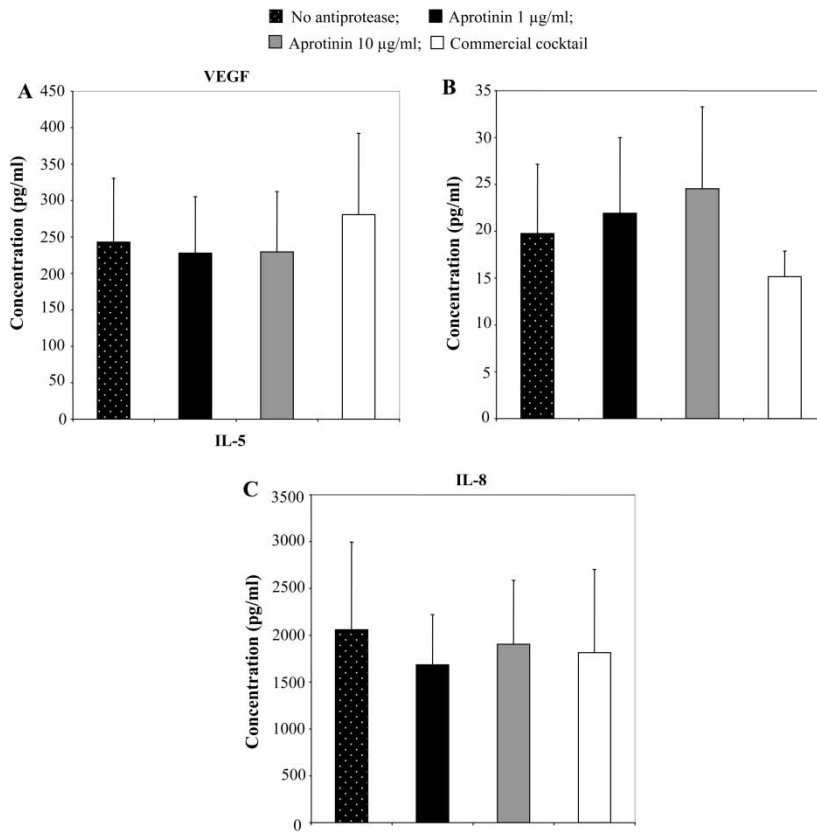 No antiprotease; Aprotinin 1 µg/ml;
Aprotinin 10 µg/ml; Commercial cocktail
VEGF
A
Concentration (pg/ml)
450
400
350
300
250
200
150
100
50
0
IL-5
B
Concentration (pg/ml)
35
30
25
20
15
10
5
0
C
IL-8
Concentration (pg/ml)
3500
3000
2500
2000
1500
1000
500
0